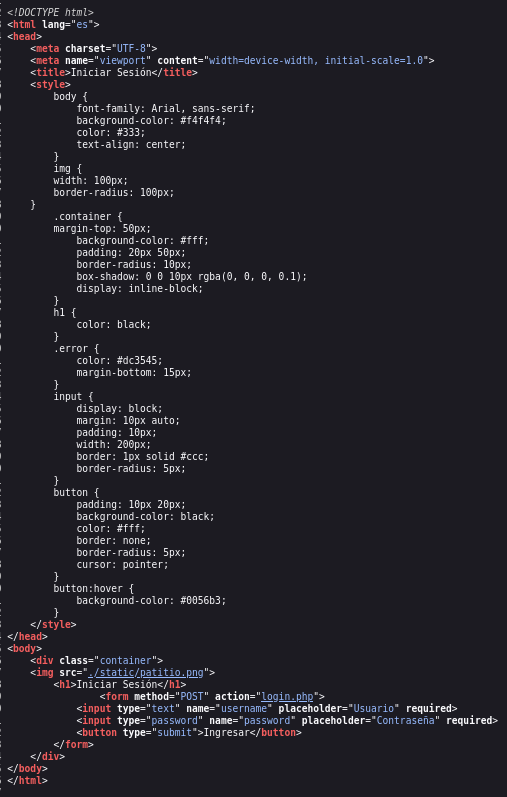 <!DOCTYPE html>
<html lang="es">
<head>
    <meta charset="UTF-8">
    <meta name="viewport" content="width=device-width, initial-scale=1.0">
    <title>Iniciar Sesión</title>
    <style>
        body {
            font-family: Arial, sans-serif;
            background-color: #f4f4f4;
            color: #333;
            text-align: center;
        }
        img {
        width: 100px;
        border-radius: 100px;
    }
        .container {
        margin-top: 50px;
            background-color: #fff;
            padding: 20px 50px;
            border-radius: 10px;
            box-shadow: 0 0 10px rgba(0, 0, 0, 0.1);
            display: inline-block;
        }
        h1 {
            color: black;
        }
        .error {
            color: #dc3545;
            margin-bottom: 15px;
        }
        input {
            display: block;
            margin: 10px auto;
            padding: 10px;
            width: 200px;
            border: 1px solid #ccc;
            border-radius: 5px;
        }
        button {
            padding: 10px 20px;
            background-color: black;
            color: #fff;
            border: none;
            border-radius: 5px;
            cursor: pointer;
        }
        button:hover {
            background-color: #0056b3;
        }
    </style>
</head>
<body>
    <div class="container">
    <img src="./static/patitio.png">
        <h1>Iniciar Sesión</h1>
                <form method="POST" action="login.php">
            <input type="text" name="username" placeholder="Usuario" required>
            <input type="password" name="password" placeholder="Contraseña" required>
            <button type="submit">Ingresar</button>
        </form>
    </div>
</body>
</html>